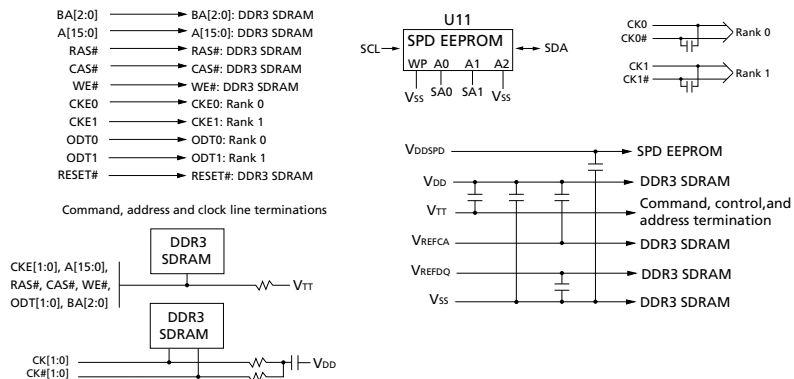 BA[2:0] BA[2:0]: DDR3 SDRAM
A[15:0] A[15:0]: DDR3 SDRAM
RAS# RAS#: DDR3 SDRAM
CAS# CAS#: DDR3 SDRAM
WE# WE#: DDR3 SDRAM
CKE0 CKE0: Rank 0
CKE1 CKE1: Rank 1
ODT0 ODT0: Rank 0
ODT1 ODT1: Rank 1
RESET# RESET#: DDR3 SDRAM
Command, address and clock line terminations
DDR3
SDRAM
CKE[1:0], A[15:0],
RAS#, CAS#, WE#,
ODT[1:0], BA[2:0]
VTT
DDR3
SDRAM
CK[1:0]
CK#[1:0]
VDD
U11
SPD EEPROM
SCL
SDA
WP A0 A1 A2
VSS SA0 SA1 VSS
CK0
CK0#
Rank 0
CK1
CK1#
Rank 1
VDDSPD SPD EEPROM
VDD DDR3 SDRAM
VTT Command, control,and
address termination
VREFCA DDR3 SDRAM
VREFDQ DDR3 SDRAM
VSS DDR3 SDRAM